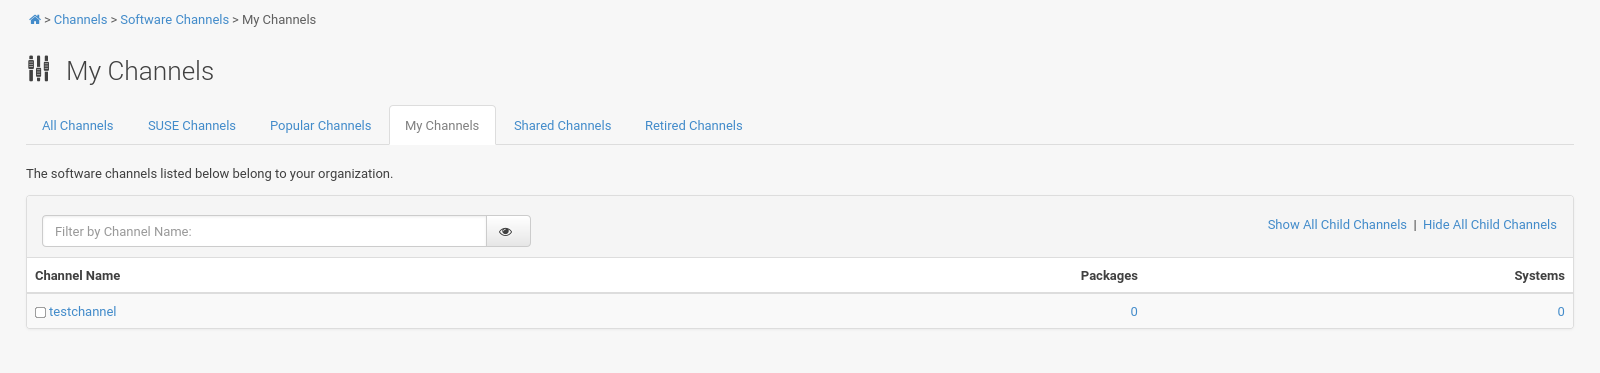 > Channels > Software Channels > My Channels
My Channels
All Channels SUSE Channels Popular Channels My Channels Shared Channels Retired Channels
The software channels listed below belong to your organization.
Filter by Channel Name: Show All Child Channels | Hide All Child Channels
Channel Name Packages Systems
testchannel 0 0